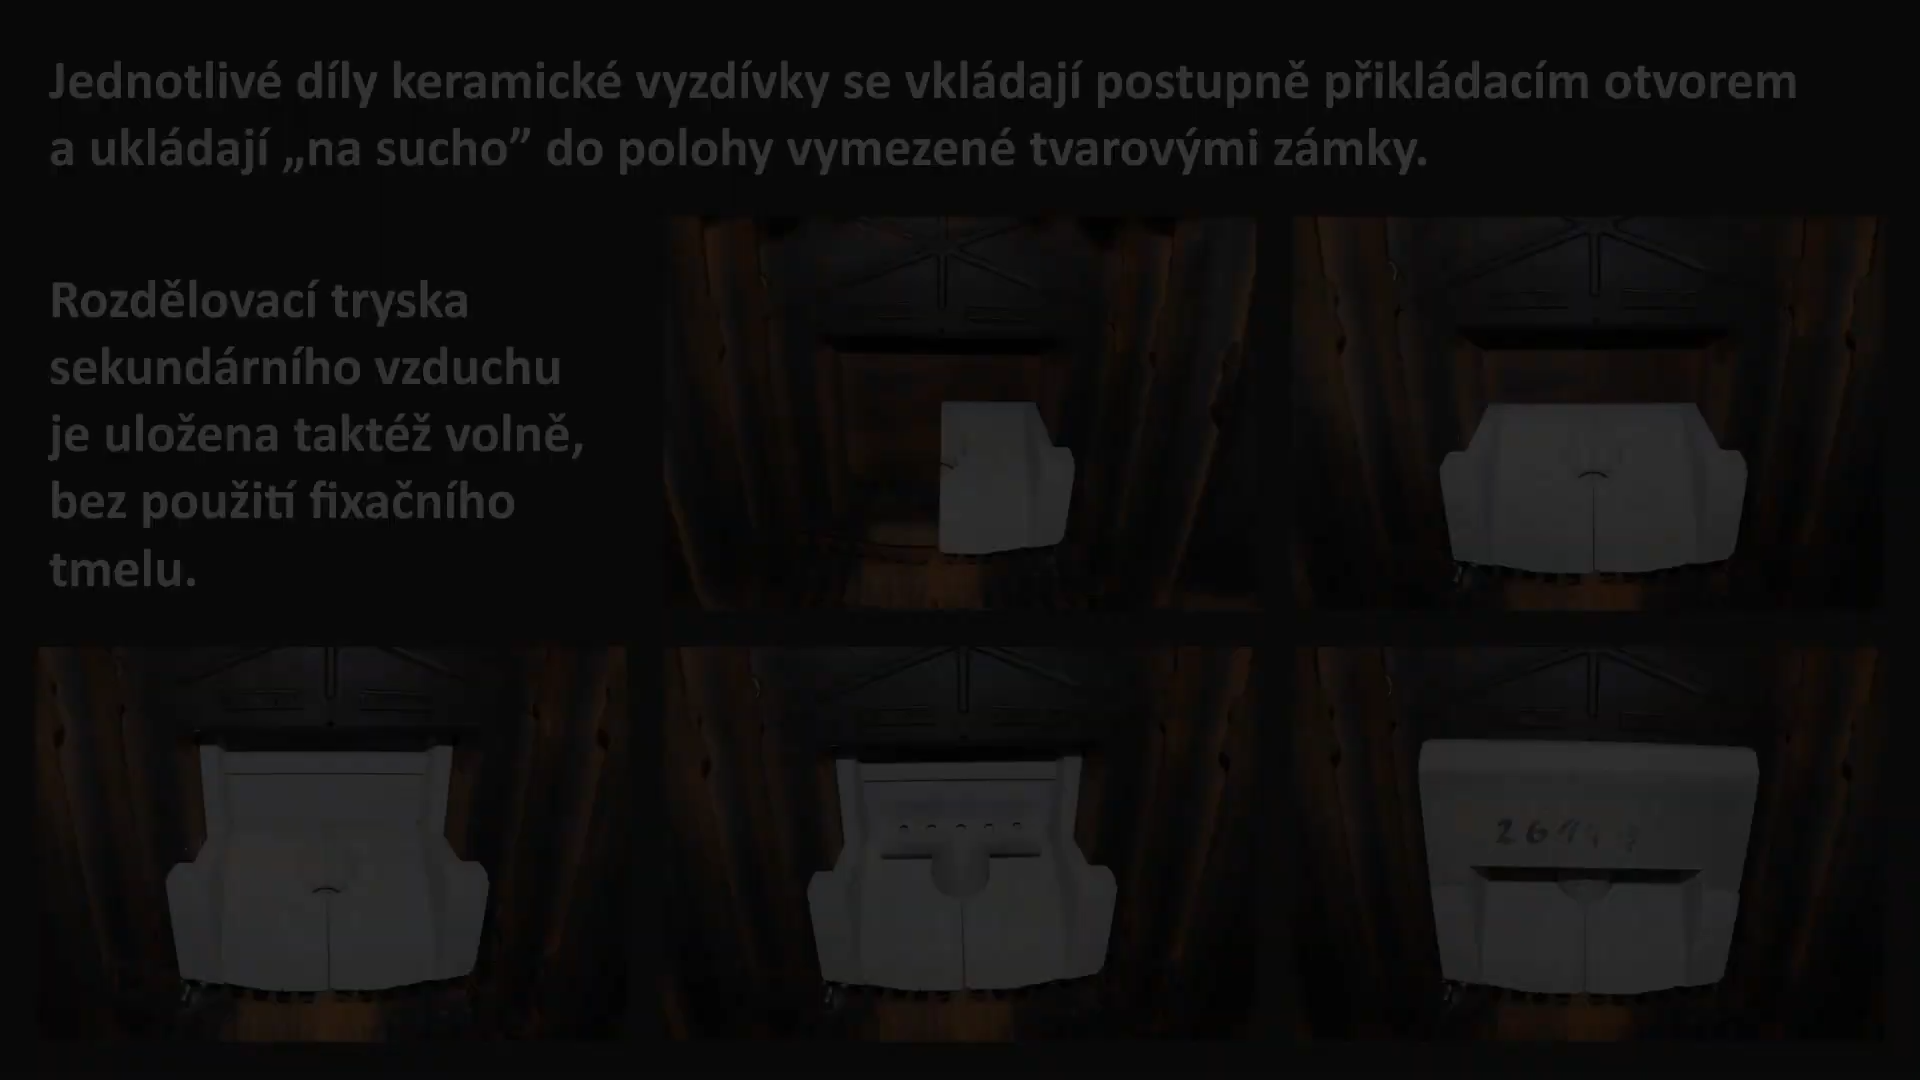 Jednotlivé díly keramické vyzdívky se vkládají postupně přikládacím otvorem
a ukládají „na sucho” do polohy vymezené tvarovými zámky.
Rozdělovací tryska
sekundárního vzduchu
je uložena taktéž volně,
bez použití fixačního
tmelu.